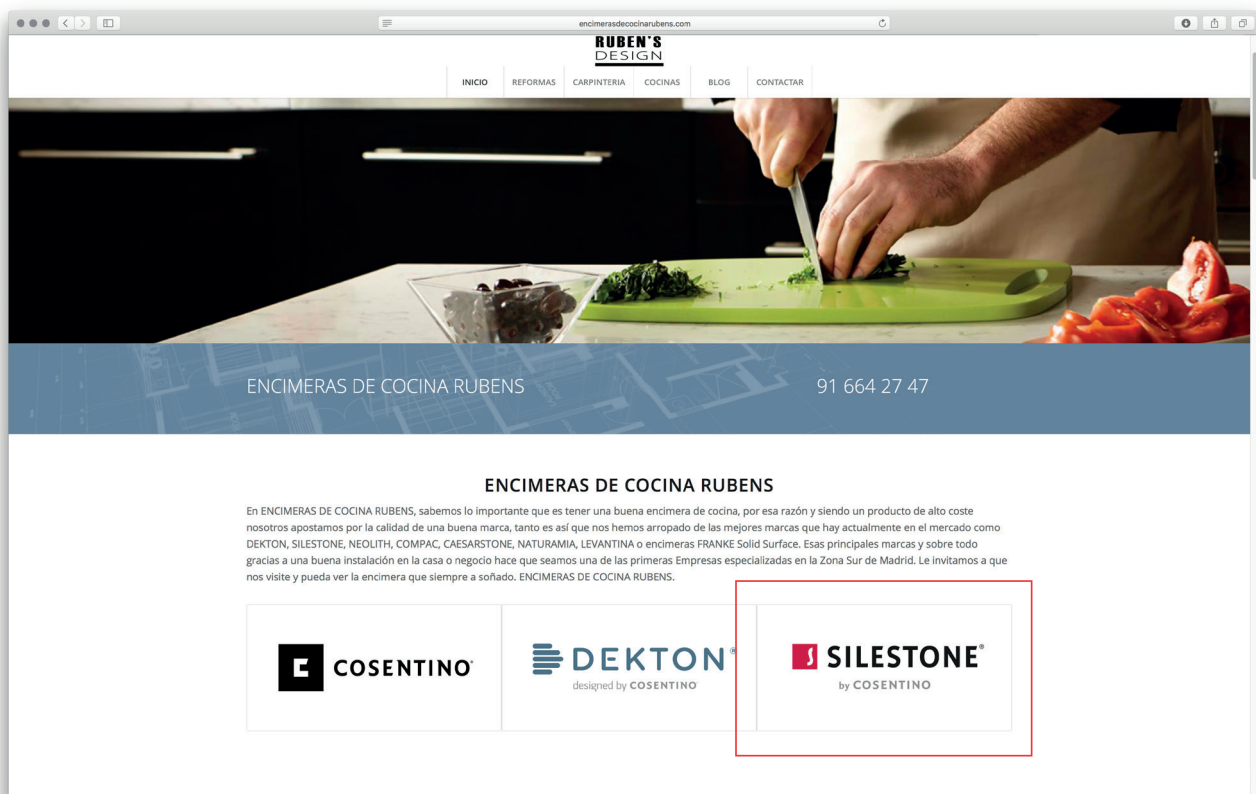 encimerasdecocinarubens.com
RUBEN'S
DESIGN
INICIO REFORMAS CARPINTERIA COCINAS BLOG CONTACTAR
ENCIMERAS DE COCINA RUBENS 91 664 27 47
ENCIMERAS DE COCINA RUBENS
En ENCIMERAS DE COCINA RUBENS, sabemos lo importante que es tener una buena encimera de cocina, por esa razón y siendo un producto de alto coste
nosotros apostamos por la calidad de una buena marca, tanto es así que nos hemos arropado de las mejores marcas que hay actualmente en el mercado como
DEKTON, SILESTONE, NEOLITH, COMPAC, CAESARSTONE, NATURAMIA, LEVANTINA o encimeras FRANKE Solid Surface. Esas principales marcas y sobre todo
gracias a una buena instalación en la casa o negocio hace que seamos una de las primeras Empresas especializadas en la Zona Sur de Madrid. Le invitamos a que
nos visite y pueda ver la encimera que siempre a soñado. ENCIMERAS DE COCINA RUBENS.
COSENTINO®
DEKTON®
designed by COSENTINO
SILESTONE®
by COSENTINO